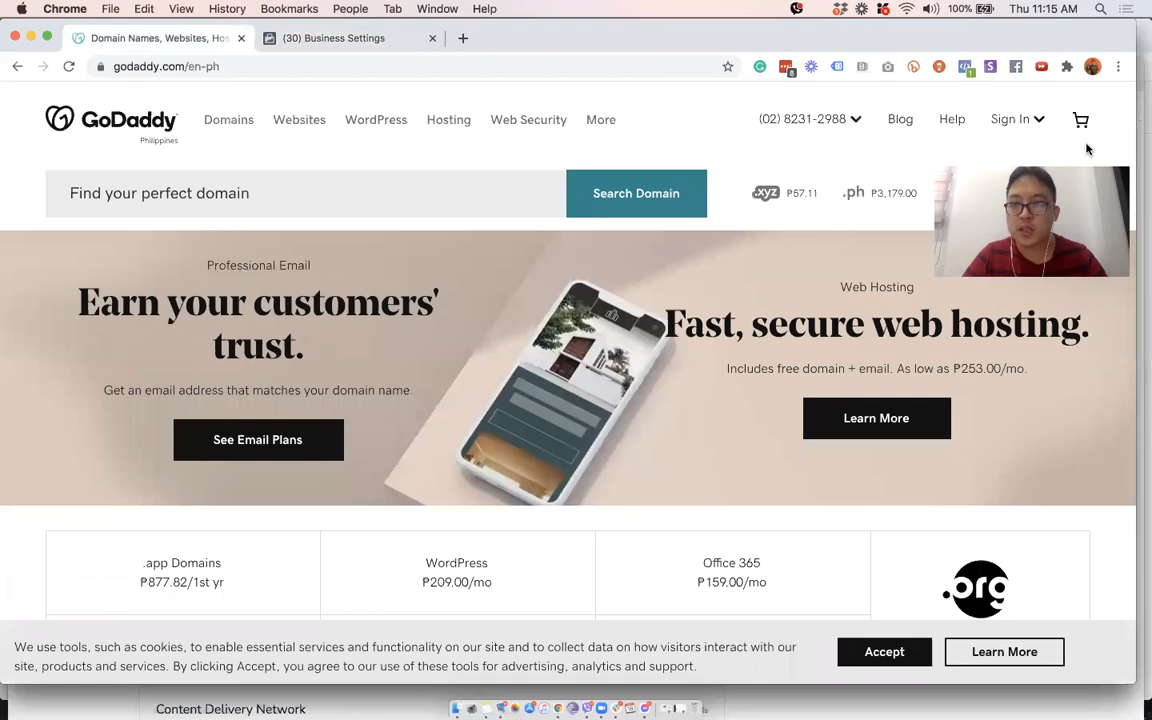 Chrome File Edit View History Bookmarks People Tab Window Help
100% Thu 11:15 AM
Domain Names, Websites, Hos
(30) Business Settings
godaddy.com/en-ph
8
1
GoDaddy
Philippines
Domains Websites WordPress Hosting Web Security More
(02) 8231-2988 Blog Help Sign In
Find your perfect domain
Search Domain
.xyz ₱57.11 .ph ₱3,179.00
Professional Email
Earn your customers'
trust.
Get an email address that matches your domain name.
See Email Plans
Web Hosting
Fast, secure web hosting.
Includes free domain + email. As low as ₱253.00/mo.
Learn More
.app Domains
₱877.82/1st yr
WordPress
₱209.00/mo
Office 365
₱159.00/mo
.org
We use tools, such as cookies, to enable essential services and functionality on our site and to collect data on how visitors interact with our
site, products and services. By clicking Accept, you agree to our use of these tools for advertising, analytics and support.
Accept
Learn More
Content Delivery Network